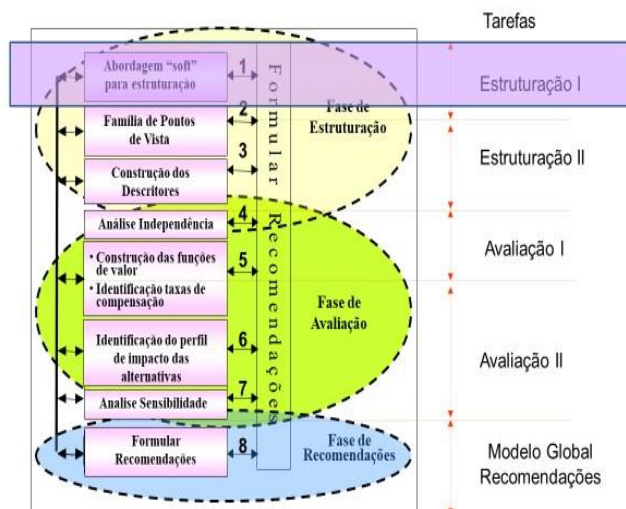 Tarefas
Abordagem “soft”
para estruturação
1
Estruturação I
Fase de
Estruturação
Família de Pontos
de Vista
2
Construção dos
Descritores
3
Estruturação II
Análise Independência
4
Avaliação I
• Construção das funções
de valor
• Identificação taxas de
compensação
5
Fase de
Avaliação
Identificação do perfil
de impacto das
alternativas
6
Avaliação II
Analise Sensibilidade
7
Formular
Recomendações
8
Fase de
Recomendações
Modelo Global
Recomendações
Formular Recomendações